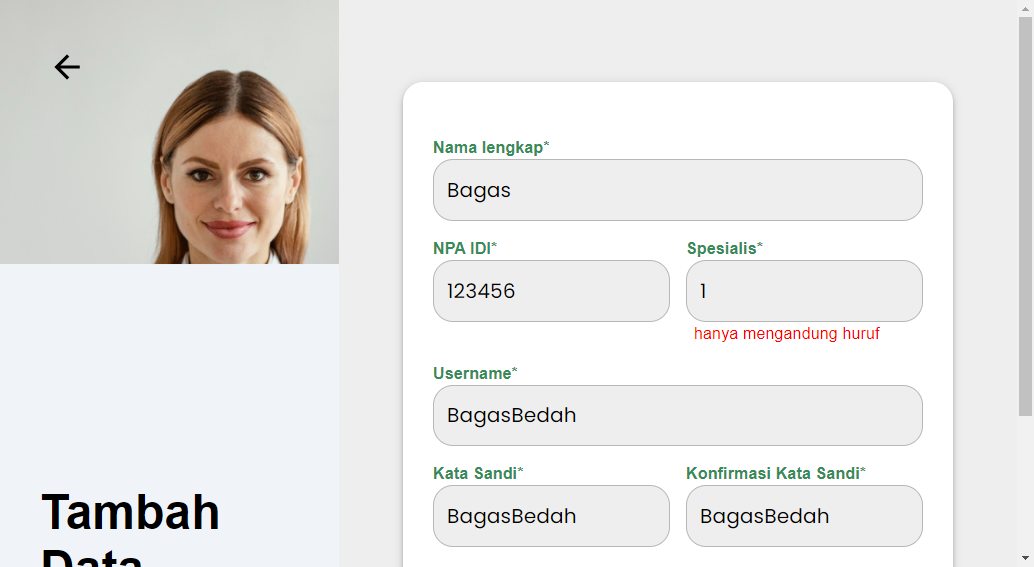 Nama lengkap*
Bagas
NPA IDI*
Spesialis*
123456
1
hanya mengandung huruf
Username*
BagasBedah
Kata Sandi*
Konfirmasi Kata Sandi*
BagasBedah
BagasBedah
Tambah
Data